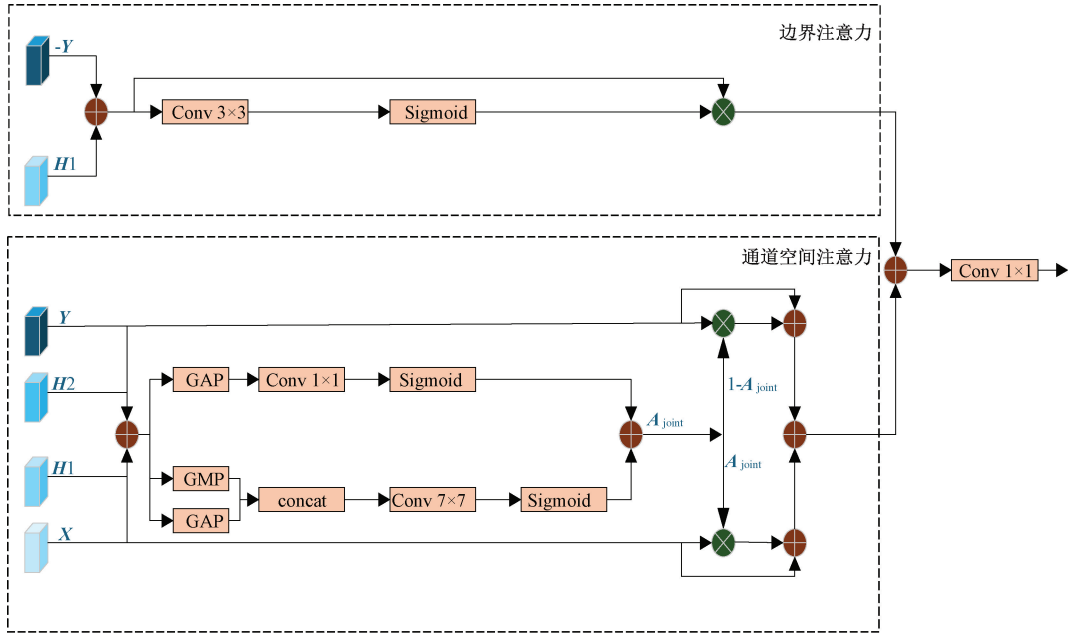 边界注意力
-Y
Conv 3×3
Sigmoid
H1
通道空间注意力
Conv 1×1
Y
H2
GAP
Conv 1×1
Sigmoid
1-A joint
A joint
H1
GMP
A joint
concat
Conv 7×7
Sigmoid
GAP
X